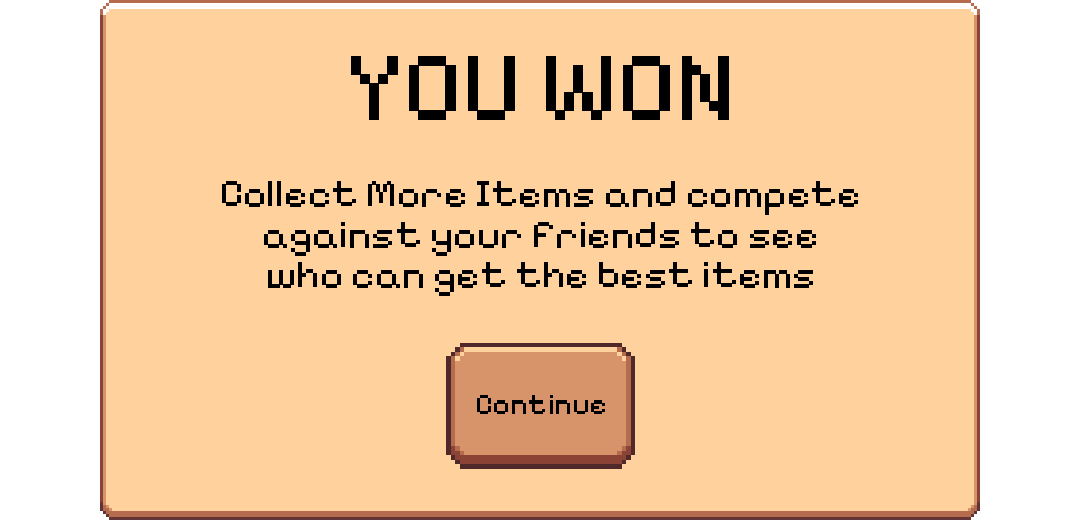 YOU WON
Collect More Items and compete
against your friends to see
who can get the best items
Continue